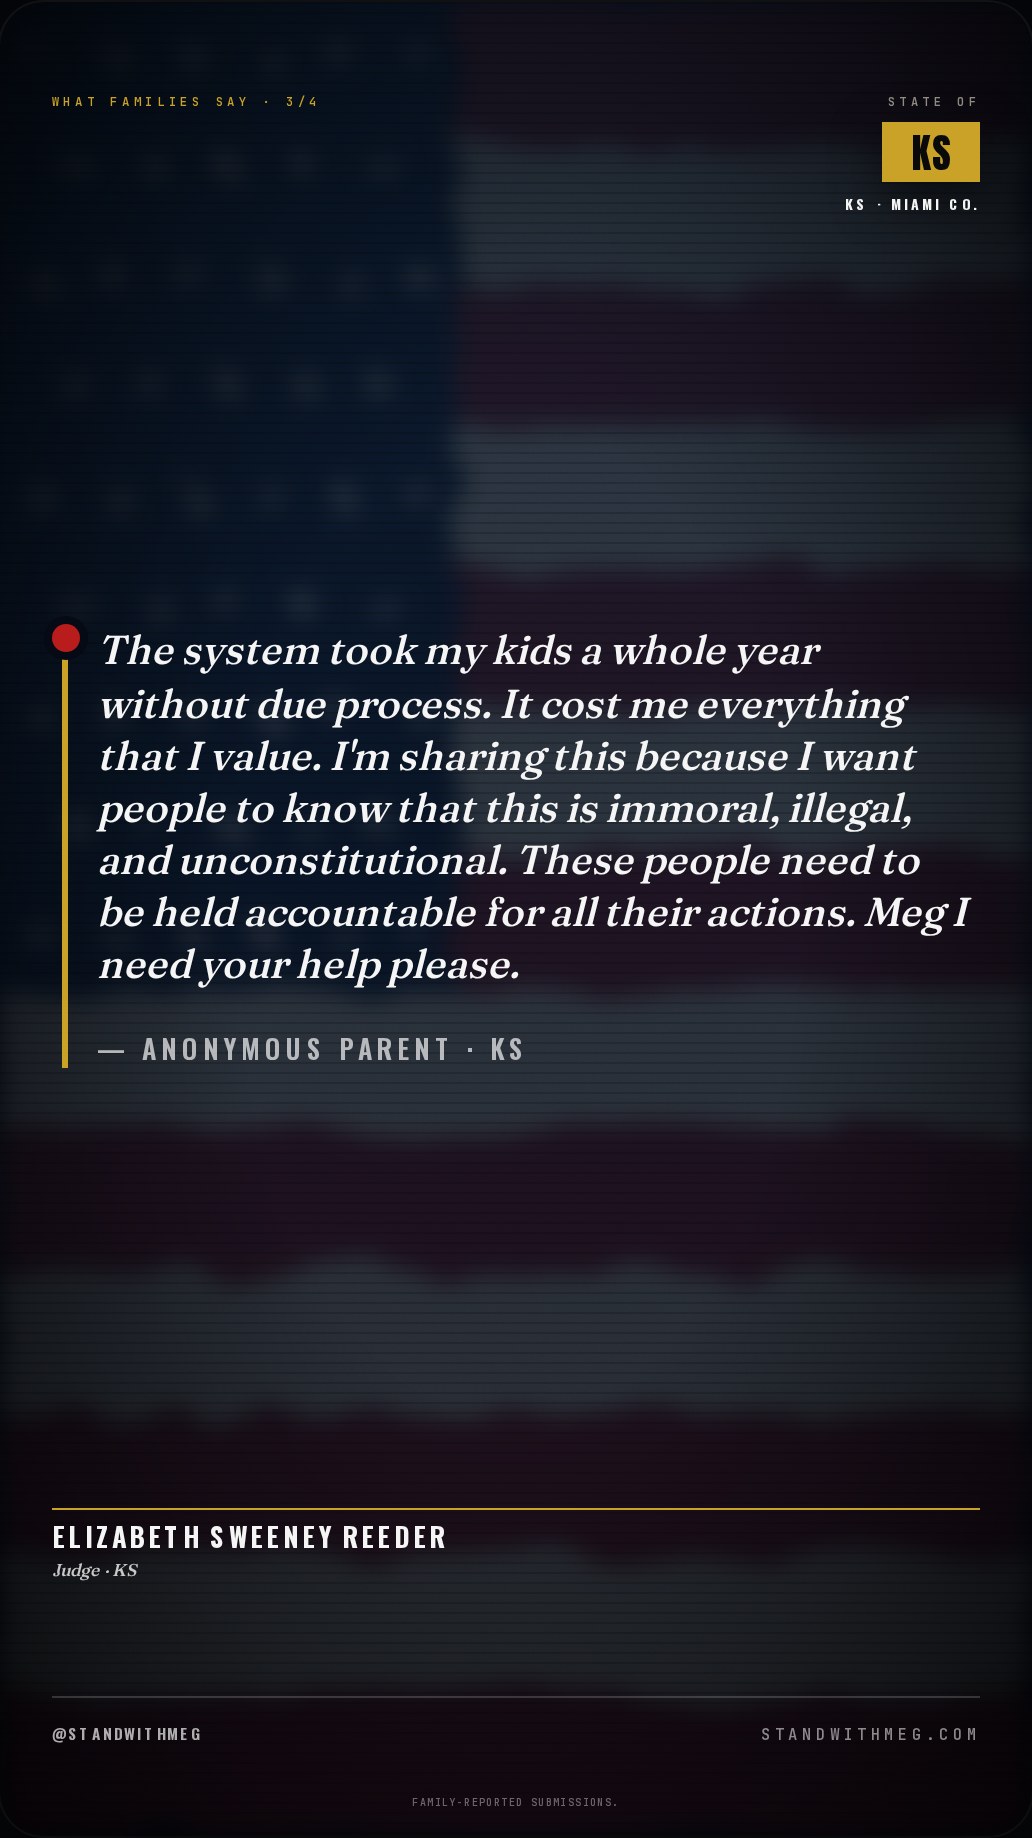 WHAT FAMILIES SAY · 3/4
STATE OF
KS
KS · MIAMI CO.
The system took my kids a whole year
without due process. It cost me everything
that I value. I'm sharing this because I want
people to know that this is immoral, illegal,
and unconstitutional. These people need to
be held accountable for all their actions. Meg I
need your help please.
— ANONYMOUS PARENT · KS
ELIZABETH SWEENEY REEDER
Judge · KS
@STANDWITHMEG
STANDWITHMEG.COM
FAMILY-REPORTED SUBMISSIONS.